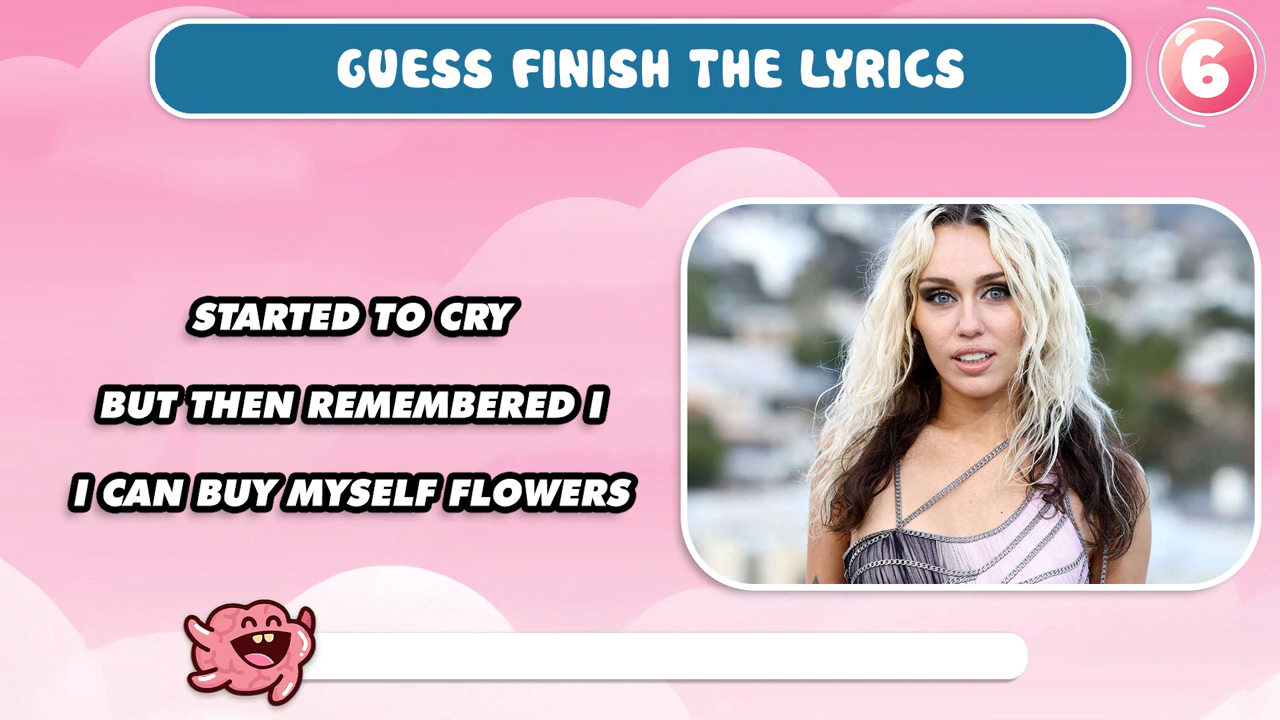 GUESS FINISH THE LYRICS
6
STARTED TO CRY
BUT THEN REMEMBERED I
I CAN BUY MYSELF FLOWERS